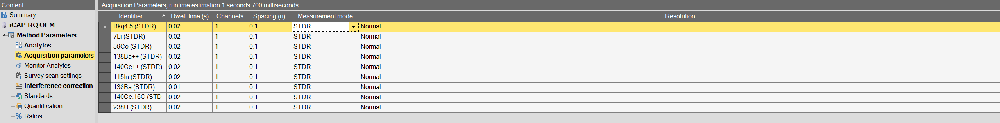 Content
Summary
iCAP RQ OEM
Method Parameters
Analytes
Acquisition parameters
Monitor Analytes
Survey scan settings
Interference correction
Standards
Quantification
Ratios
Acquisition Parameters, runtime estimation 1 seconds 700 milliseconds
Identifier Dwell time (s) Channels Spacing (u) Measurement mode Resolution
Bkg4.5 (STDR) 0.02 1 0.1 STDR Normal
7Li (STDR) 0.02 1 0.1 STDR Normal
59Co (STDR) 0.02 1 0.1 STDR Normal
138Ba++ (STDR) 0.02 1 0.1 STDR Normal
140Ce++ (STDR) 0.02 1 0.1 STDR Normal
115In (STDR) 0.02 1 0.1 STDR Normal
138Ba (STDR) 0.01 1 0.1 STDR Normal
140Ce.16O (STD 0.02 1 0.1 STDR Normal
238U (STDR) 0.02 1 0.1 STDR Normal